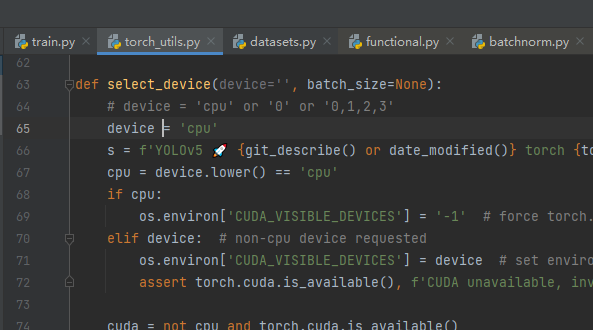 train.py × torch_utils.py × datasets.py × functional.py × batchnorm.py ×
62
63 def select_device(device='', batch_size=None):
64 # device = 'cpu' or '0' or '0,1,2,3'
65 device = 'cpu'
66 s = f'YOLOv5 🚀 {git_describe() or date_modified()} torch {to
67 cpu = device.lower() == 'cpu'
68 if cpu:
69 os.environ['CUDA_VISIBLE_DEVICES'] = '-1' # force torch.
70 elif device: # non-cpu device requested
71 os.environ['CUDA_VISIBLE_DEVICES'] = device # set enviro
72 assert torch.cuda.is_available(), f'CUDA unavailable, inv
73
74 cuda = not cpu and torch.cuda.is_available()